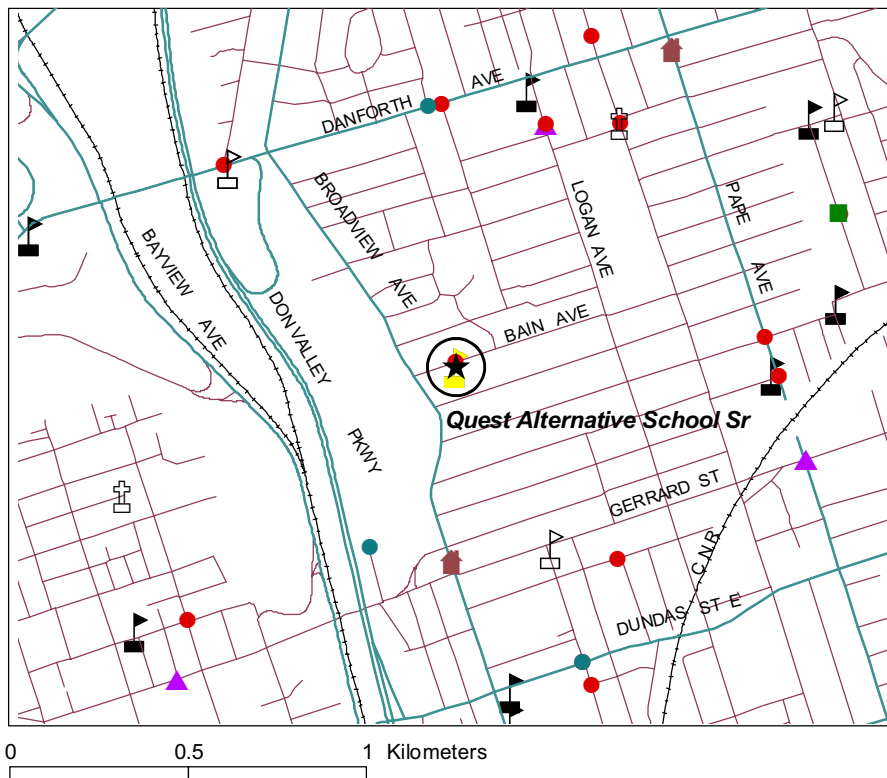 DANFORTH AVE
BROADVIEW AVE
LOGAN AVE
PAPE AVE
BAYVIEW AVE
DON VALLEY PKWY
BAIN AVE
Quest Alternative School Sr
GERRARD ST
C N R
DUNDAS ST E
0 0.5 1 Kilometers